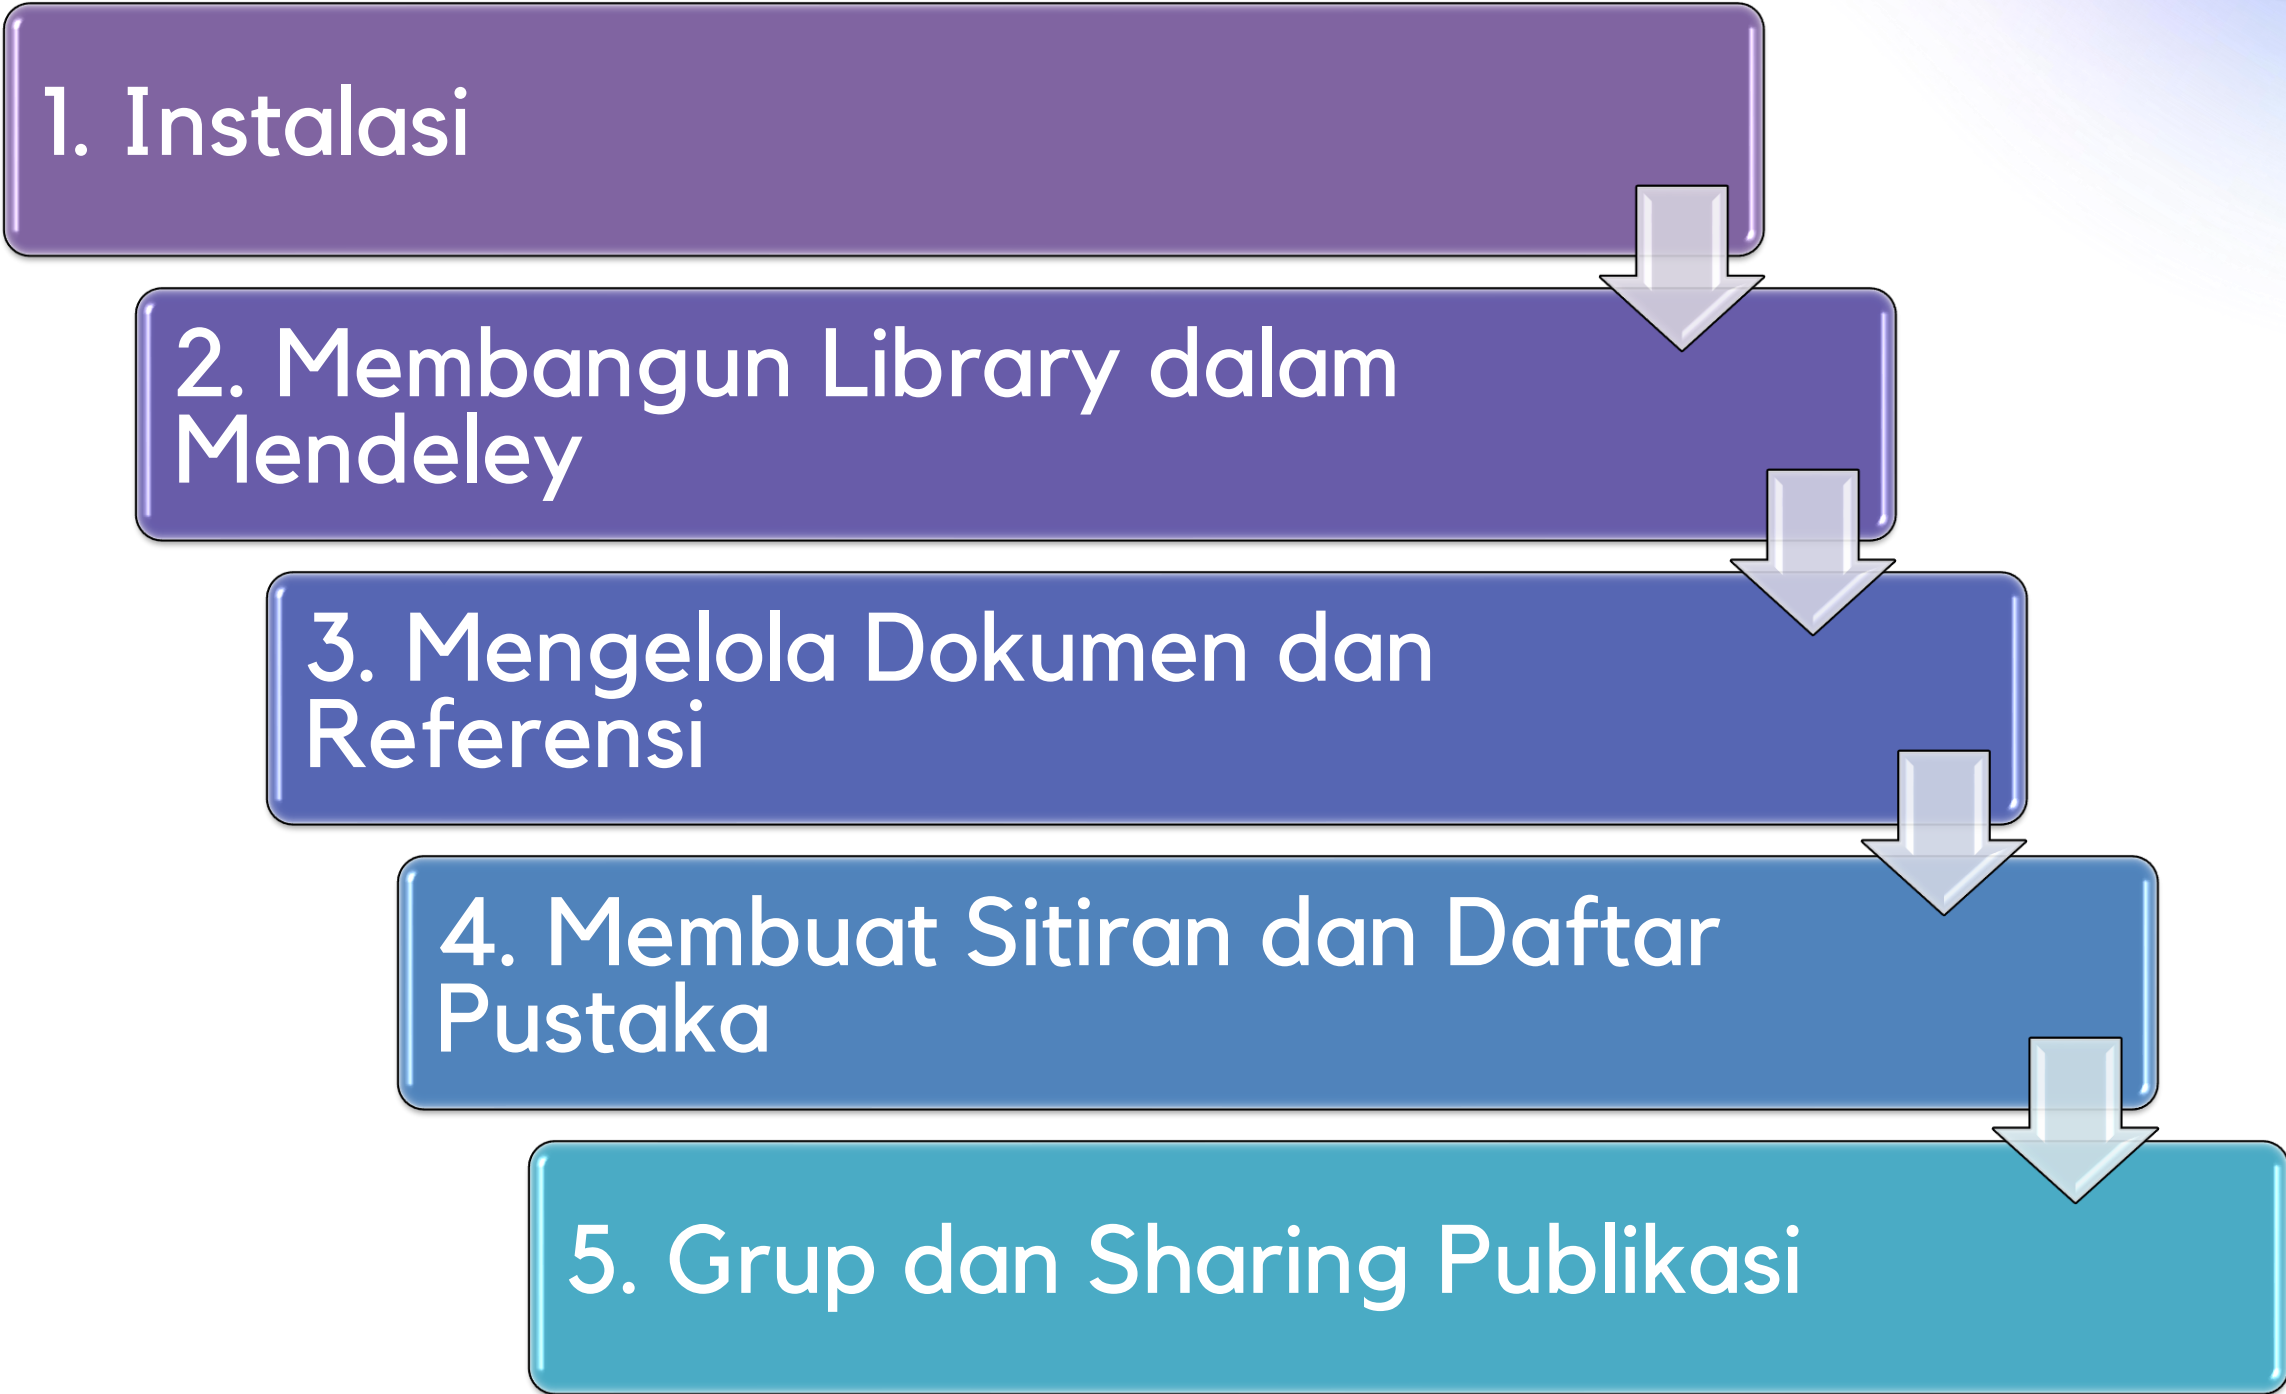 1. Instalasi
2. Membangun Library dalam
Mendeley
3. Mengelola Dokumen dan
Referensi
4. Membuat Sitiran dan Daftar
Pustaka
5. Grup dan Sharing Publikasi